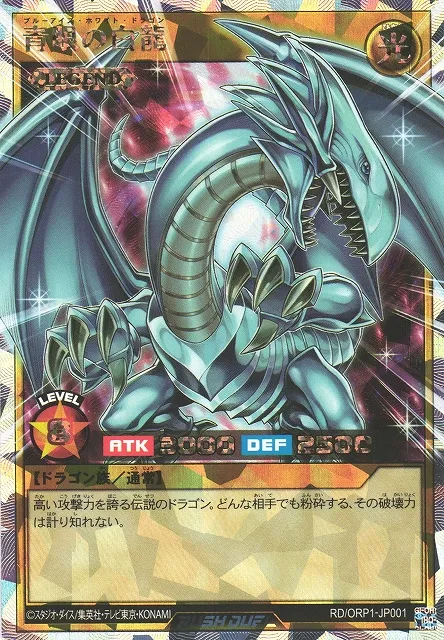 ブルーアイズ・ホワイト・ドラゴン
青眼の白龍
LEGEND
光
LEVEL
8
ATK 3000 DEF 2500
【ドラゴン族／通常】
高い攻撃力を誇る伝説のドラゴン。どんな相手でも粉砕する、その破壊力
は計り知れない。
©スタジオ・ダイス/集英社・テレビ東京・KONAMI
RUSH DUEL
RD/ORP1-JP001